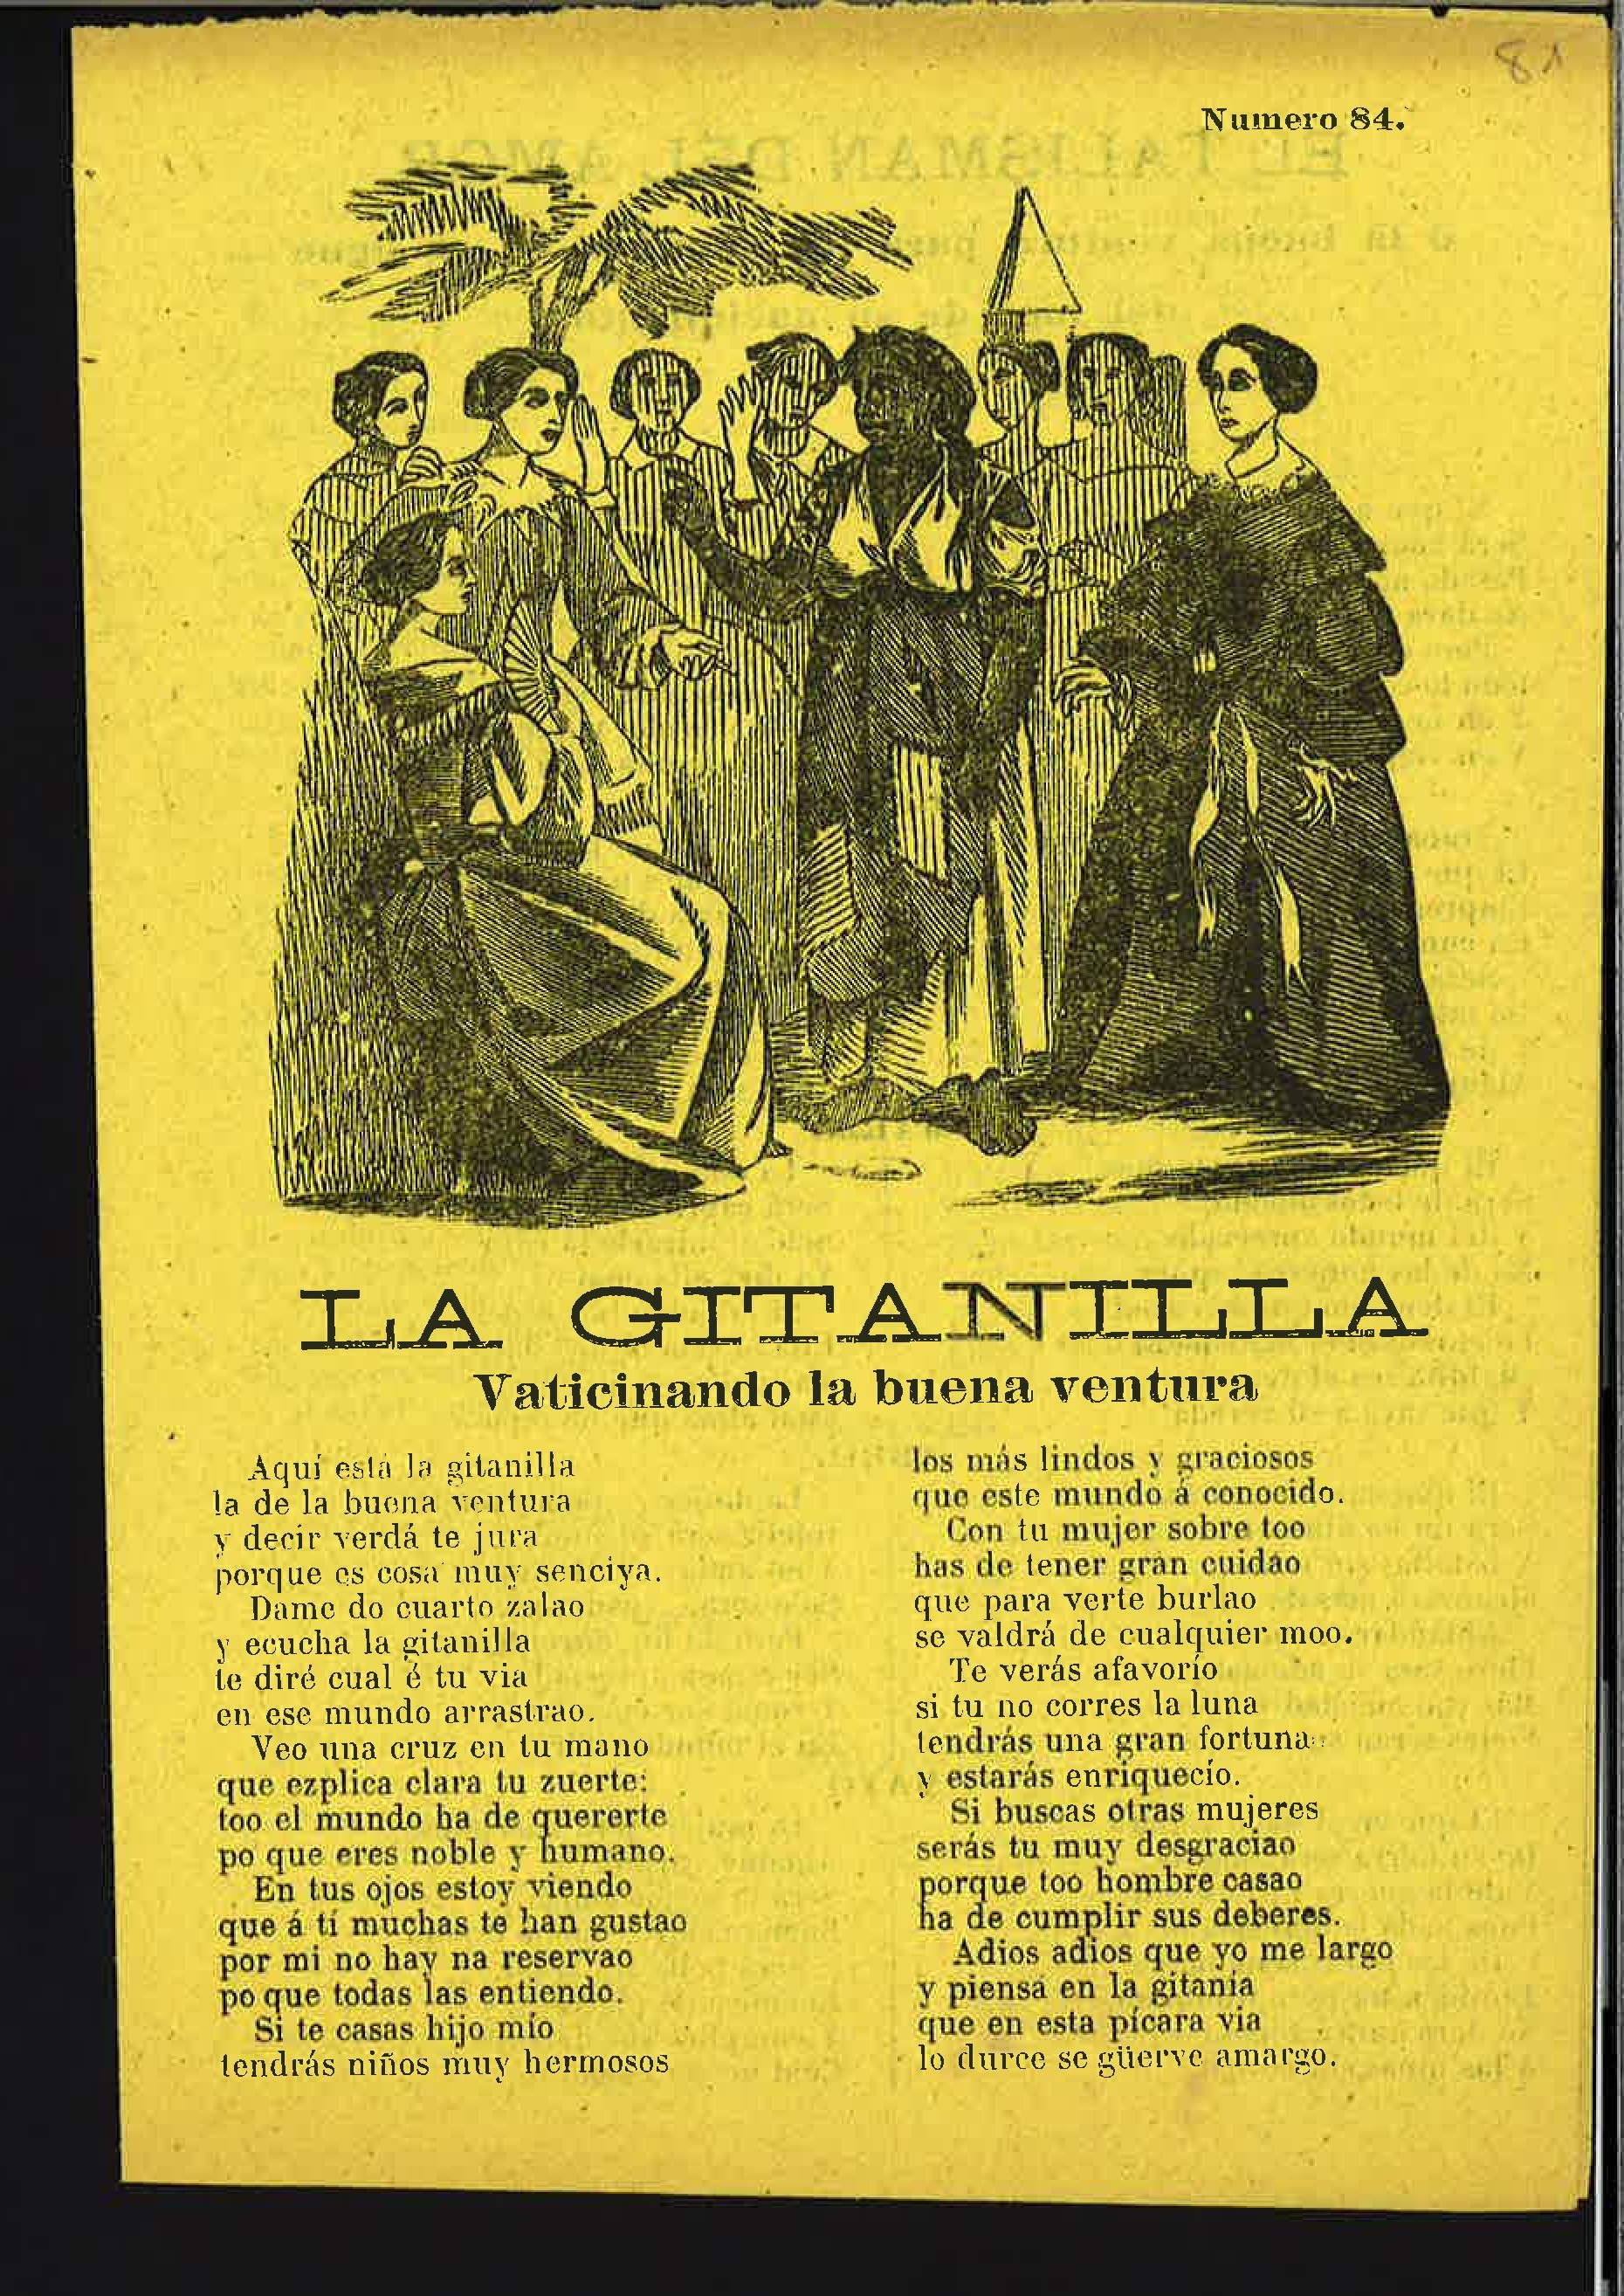 81
Numero 84.
LA GITANILLA
Vaticinando la buena ventura
Aquí está la gitanilla
la de la buena ventura
y decir verdá te jura
porque es cosa muy senciya.
Dame do cuarto zalao
y ecucha la gitanilla
te diré cual é tu via
en ese mundo arrastrao.
Veo una cruz en tu mano
que ezplica clara tu zuerte:
too el mundo ha de quererte
po que eres noble y humano.
En tus ojos estoy viendo
que á tí muchas te han gustao
por mi no hay na reservao
po que todas las entiendo.
Si te casas hijo mío
tendrás niños muy hermosos
los más lindos y graciosos
que este mundo á conocido.
Con tu mujer sobre too
has de tener gran cuidao
que para verte burlao
se valdrá de cualquier moo.
Te verás afavorío
si tu no corres la luna
tendrás una gran fortuna
y estarás enriquecío.
Si buscas otras mujeres
serás tu muy desgraciao
porque too hombre casao
ha de cumplir sus deberes.
Adios adios que yo me largo
y piensa en la gitania
que en esta pícara via
lo durce se güerve amargo.